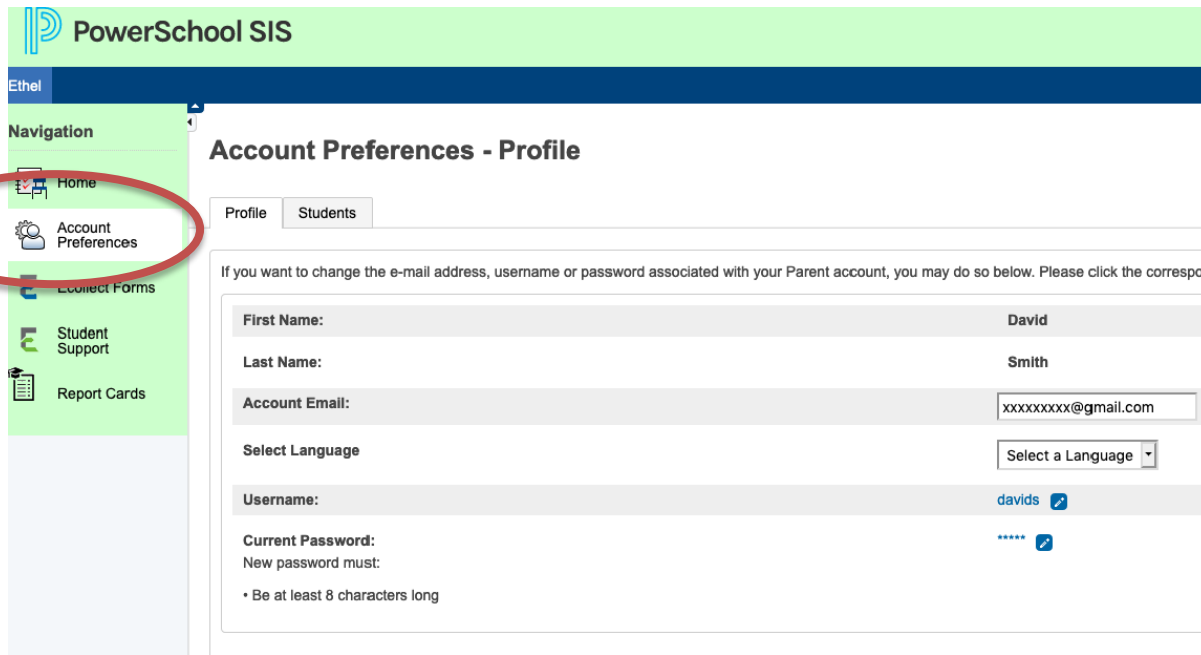 PowerSchool SIS
Ethel
Navigation
Home
Account
Preferences
Ecollect Forms
Student
Support
Report Cards
Account Preferences - Profile
Profile Students
If you want to change the e-mail address, username or password associated with your Parent account, you may do so below. Please click the
First Name: David
Last Name: Smith
Account Email: xxxxxxxxx@gmail.com
Select Language Select a Language
Username: davids
Current Password: *****
New password must:
• Be at least 8 characters long